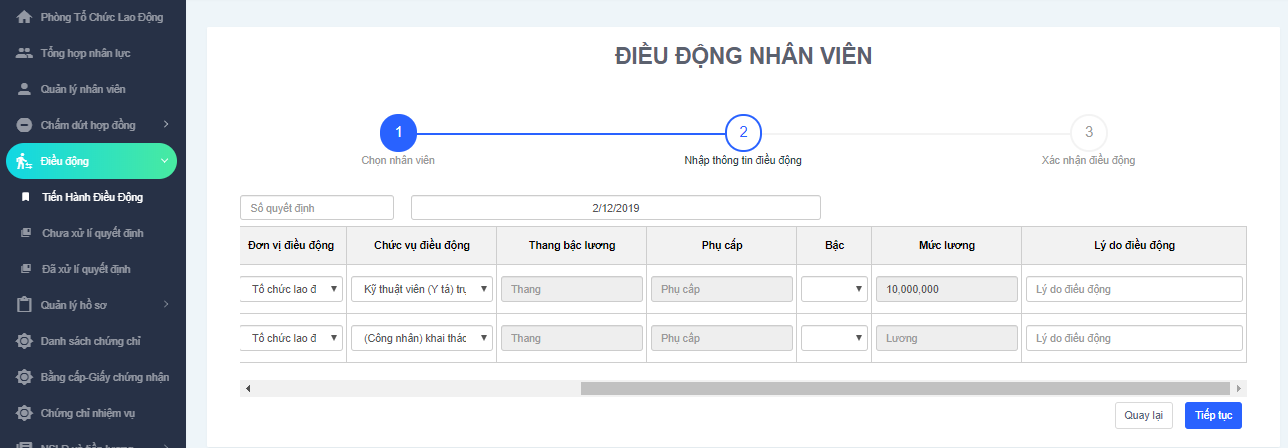 Phòng Tổ Chức Lao Động
Tổng hợp nhân lực
Quản lý nhân viên
Chấm dứt hợp đồng
Điều động
Tiến Hành Điều Động
Chưa xử lí quyết định
Đã xử lí quyết định
Quản lý hồ sơ
Danh sách chứng chỉ
Bằng cấp-Giấy chứng nhận
Chứng chỉ nhiệm vụ
ĐIỀU ĐỘNG NHÂN VIÊN
1 2 3
Chọn nhân viên Nhập thông tin điều động Xác nhận điều động
Số quyết định 2/12/2019
Đơn vị điều động Chức vụ điều động Thang bậc lương Phụ cấp Bậc Mức lương Lý do điều động
Tổ chức lao đ Kỹ thuật viên (Y tá) trụ Thang Phụ cấp 10,000,000 Lý do điều động
Tổ chức lao đ (Công nhân) khai thác Thang Phụ cấp Lương Lý do điều động
Quay lại Tiếp tục